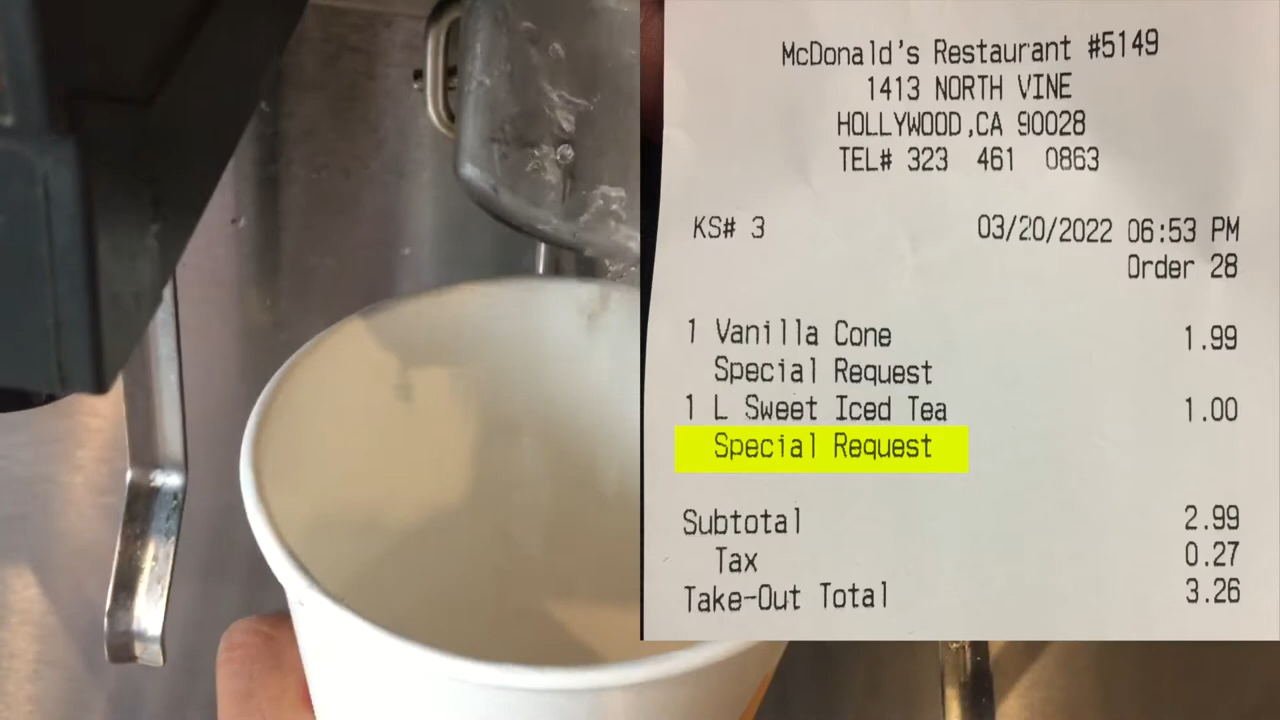 McDonald's Restaurant #5149
1413 NORTH VINE
HOLLYWOOD,CA 90028
TEL# 323 461 0863
KS# 3 03/20/2022 06:53 PM
Order 28
1 Vanilla Cone 1.99
Special Request
1 L Sweet Iced Tea 1.00
Special Request
Subtotal 2.99
Tax 0.27
Take-Out Total 3.26